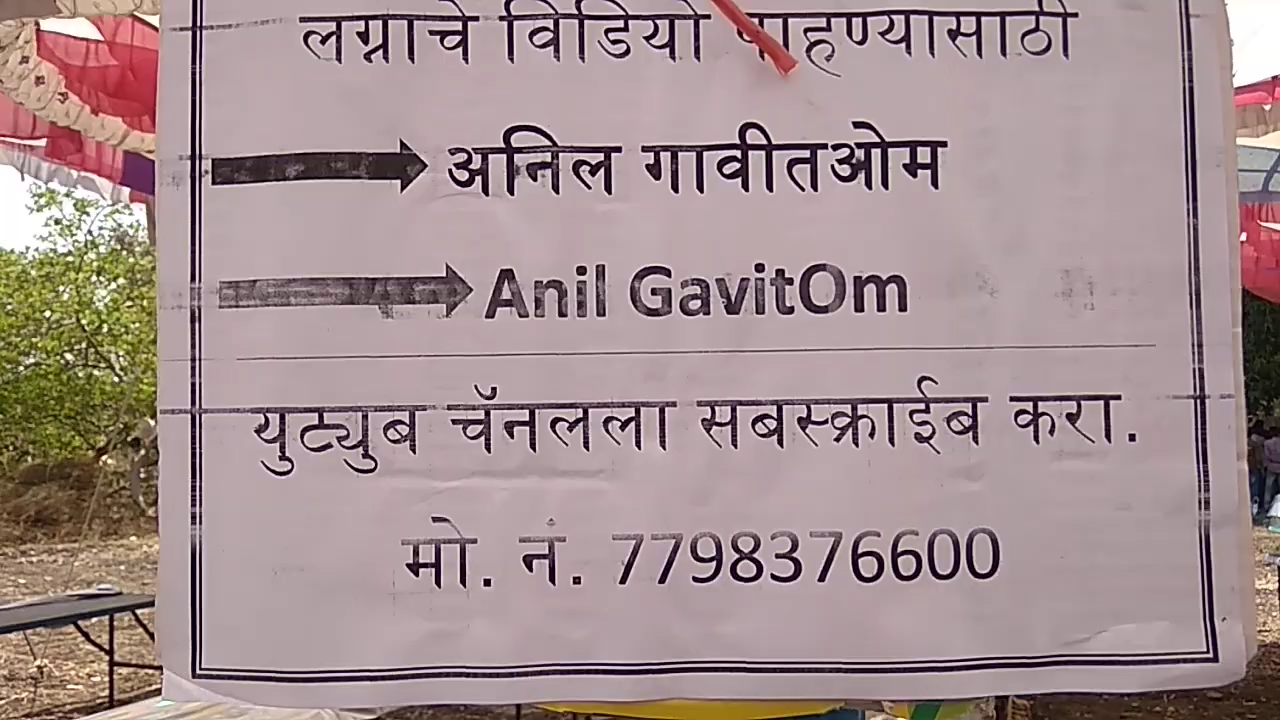 लग्नाचे विडियो पाहण्यासाठी
अनिल गावीतओम
Anil GavitOm
युट्युब चॅनलला सबस्क्राईब करा.
मो. नं. 7798376600